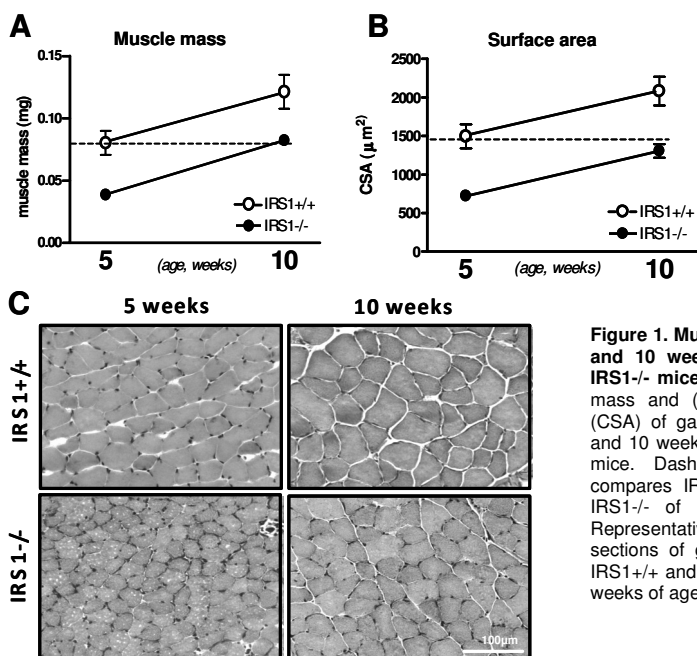 A
Muscle mass
0.15
0.10
0.05
0.00
muscle mass (mg)
IRS1+/+
IRS1-/-
5 (age, weeks) 10
B
Surface area
2500
2000
1500
1000
500
0
CSA (μm²)
IRS1+/+
IRS1-/-
5 (age, weeks) 10
C
5 weeks 10 weeks
IRS1+/+
IRS1-/-
100μm
Figure 1. Mu
and 10 wee
IRS1-/- mice
mass and (
(CSA) of ga
and 10 week
mice. Dash
compares IR
IRS1-/- of
Representativ
sections of g
IRS1+/+ and
weeks of age